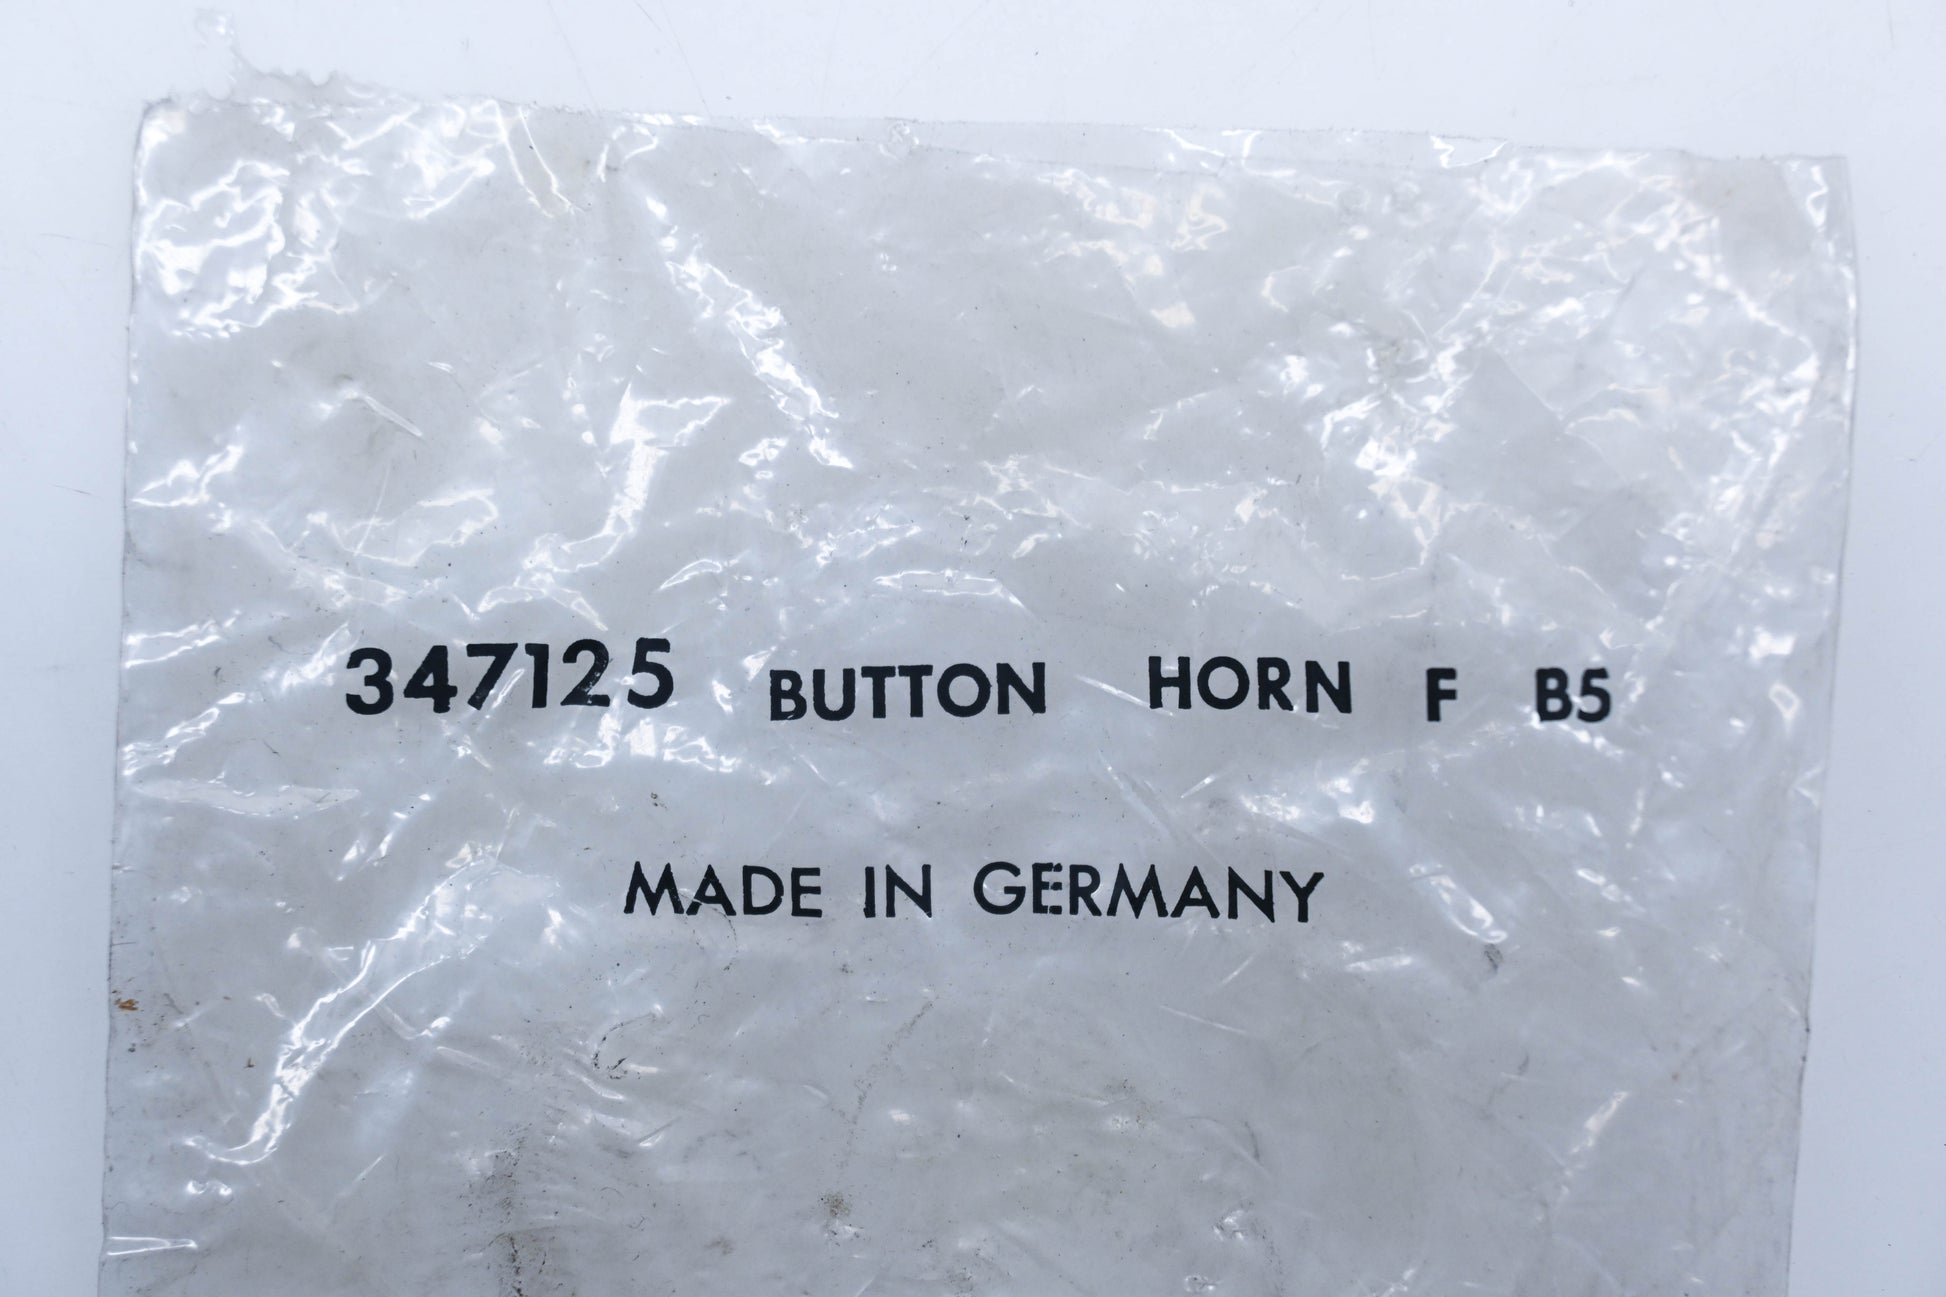 347125 BUTTON HORN F B5
MADE IN GERMANY